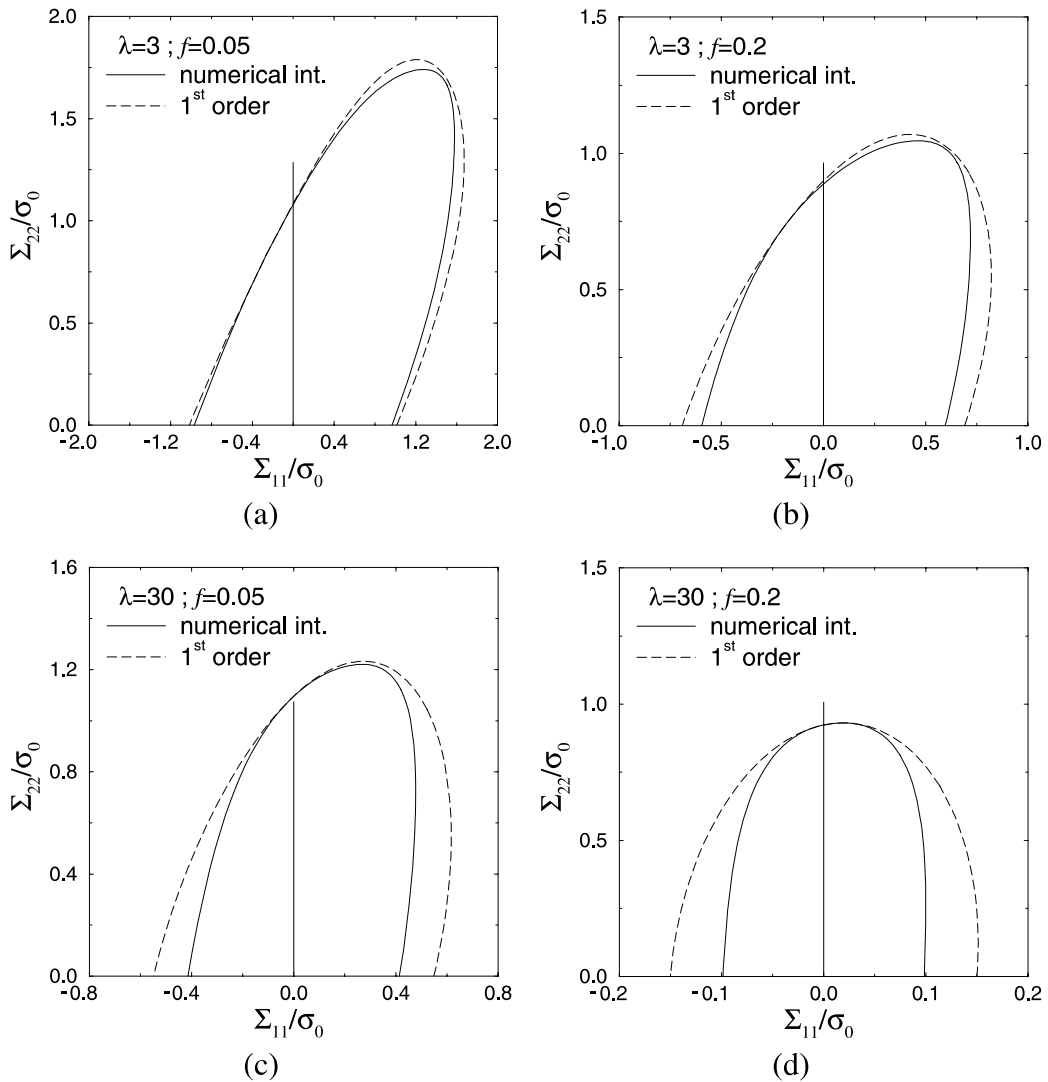 λ=3 ; f=0.05
numerical int.
1st order
1.8
1.5
1.1
0.8
0.4
0.0
-2.0 -1.2 -0.4 0.4 1.2 2.0
Σ22/σ0
Σ11/σ0
(a)
λ=3 ; f=0.2
numerical int.
1st order
1.5
1.0
0.5
0.0
-1.0 -0.5 0.0 0.5 1.0
Σ22/σ0
Σ11/σ0
(b)
λ=30 ; f=0.05
numerical int.
1st order
1.6
1.2
0.8
0.4
0.0
-0.8 -0.4 0.0 0.4 0.8
Σ22/σ0
Σ11/σ0
(c)
λ=30 ; f=0.2
numerical int.
1st order
1.5
1.0
0.5
0.0
-0.2 -0.1 0.0 0.1 0.2
Σ22/σ0
Σ11/σ0
(d)